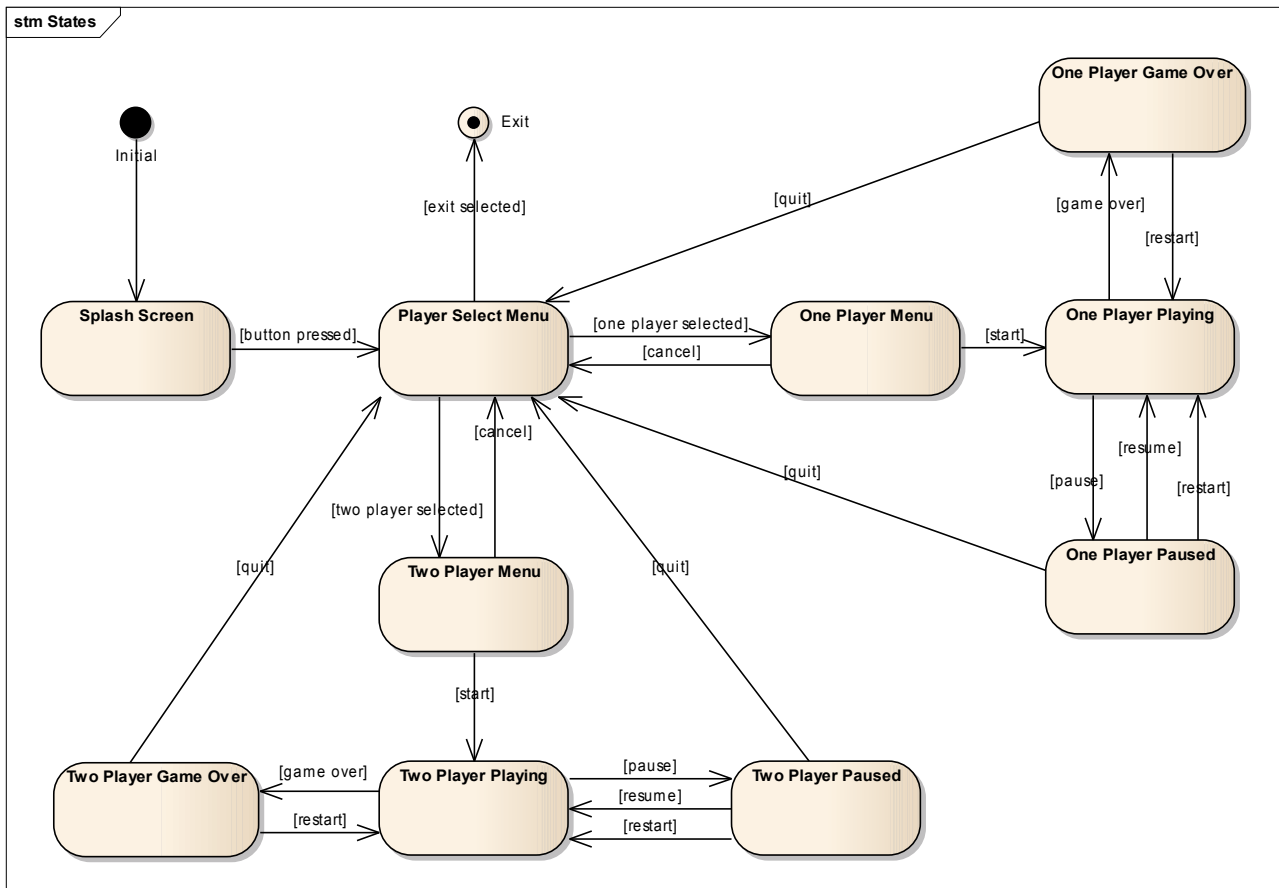 stm States
One Player Game Over
Exit
Initial
[quit]
[exit selected]
[game over]
[restart]
Splash Screen
[button pressed]
Player Select Menu
[one player selected]
[cancel]
One Player Menu
[start]
One Player Playing
[cancel]
[resume]
[quit]
[pause]
[restart]
[two player selected]
One Player Paused
[quit]
Two Player Menu
[quit]
[start]
Two Player Game Over
[game over]
[restart]
Two Player Playing
[pause]
[resume]
[restart]
Two Player Paused